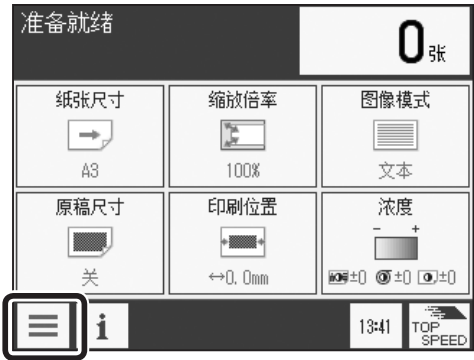 准备就绪
0张
纸张尺寸
缩放倍率
图像模式
A3
100%
文本
原稿尺寸
印刷位置
浓度
- +
关
↔0. 0mm
±0 ±0 ±0
i
13:41
TOP
SPEED